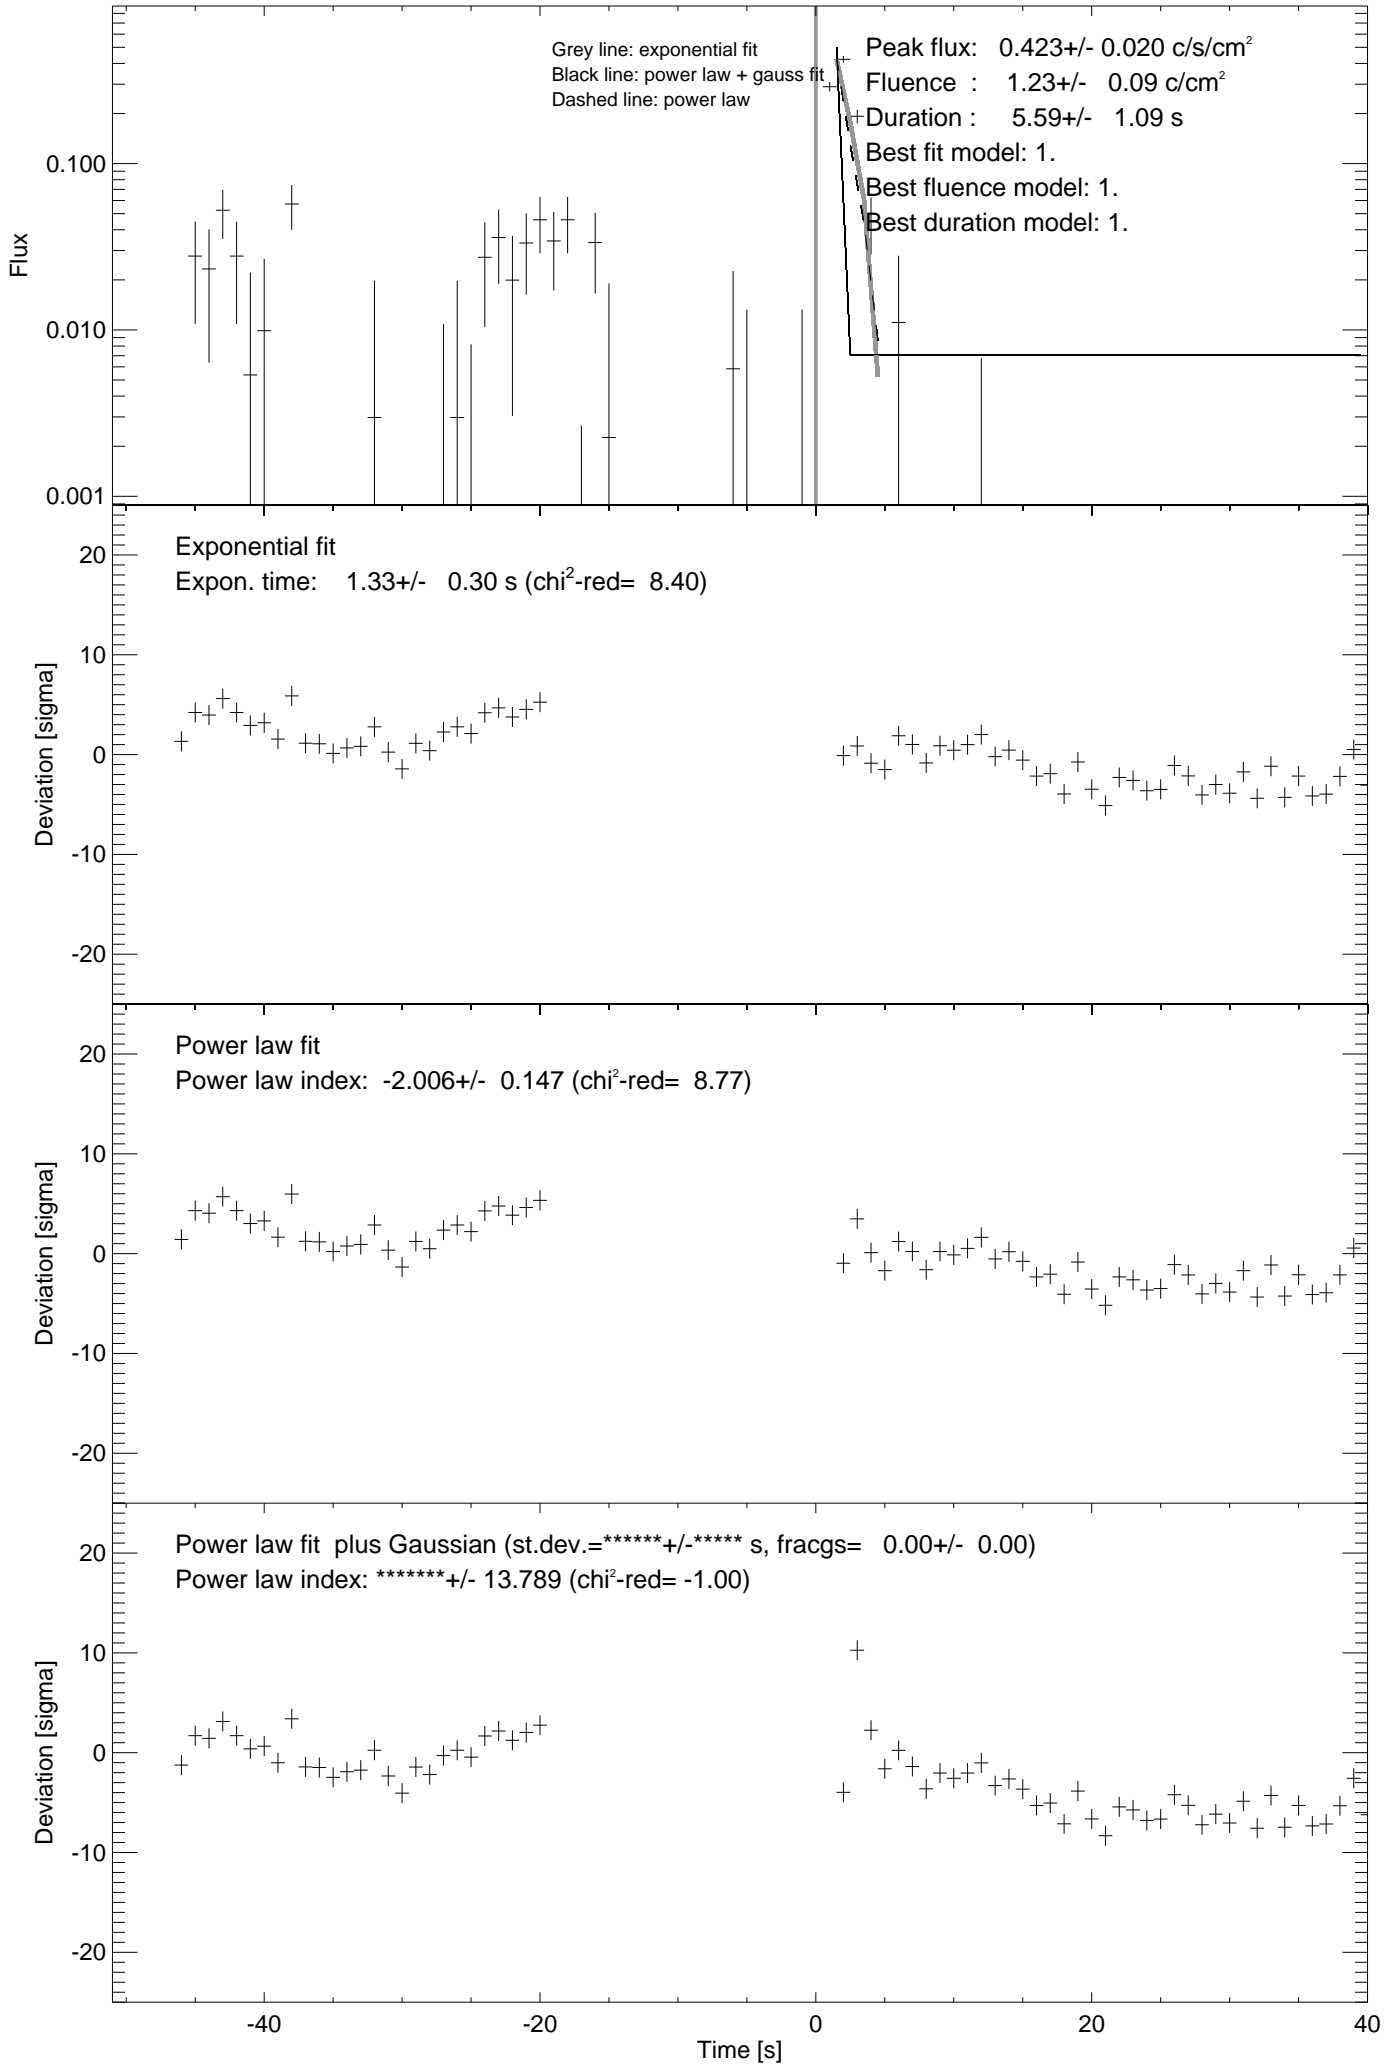 Grey line: exponential fit
Black line: power law + gauss fit
Dashed line: power law
Peak flux: 0.423+/- 0.020 c/s/cm²
Fluence : 1.23+/- 0.09 c/cm²
Duration : 5.59+/- 1.09 s
Best fit model: 1.
Best fluence model: 1.
Best duration model: 1.
0.100
0.010
0.001
Flux
Exponential fit
Expon. time: 1.33+/- 0.30 s (chi²-red= 8.40)
20
10
0
-10
-20
Deviation [sigma]
Power law fit
Power law index: -2.006+/- 0.147 (chi²-red= 8.77)
20
10
0
-10
-20
Deviation [sigma]
Power law fit plus Gaussian (st.dev.=******+/-***** s, fracgs= 0.00+/- 0.00)
Power law index: *******+/- 13.789 (chi²-red= -1.00)
20
10
0
-10
-20
Deviation [sigma]
-40 -20 0 20 40
Time [s]